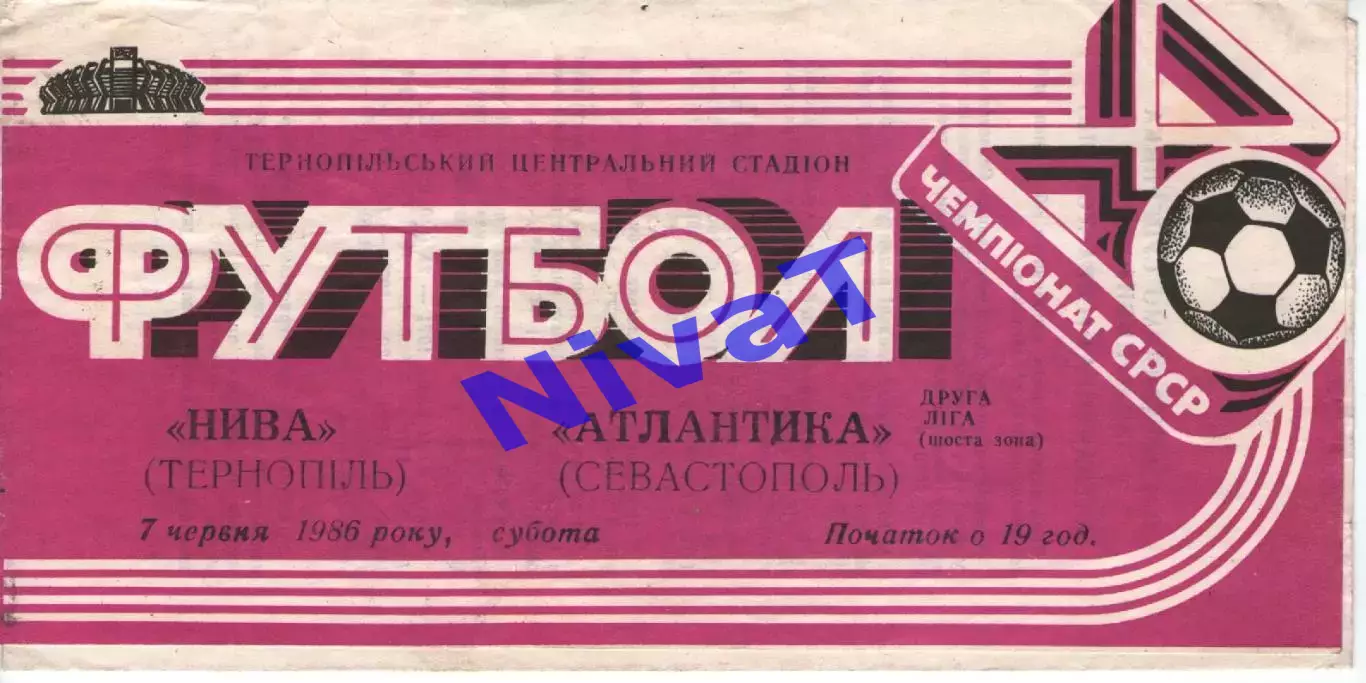 ТЕРНОПІЛЬСЬКИЙ ЦЕНТРАЛЬНИЙ СТАДІОН
ФУТБОЛ
ЧЕМПІОНАТ СРСР
«НИВА»
(ТЕРНОПІЛЬ)
«АТЛАНТИКА»
(СЕВАСТОПОЛЬ)
ДРУГА
ЛІГА
(шоста зона)
7 червня 1986 року, субота
Початок о 19 год.
NivaT